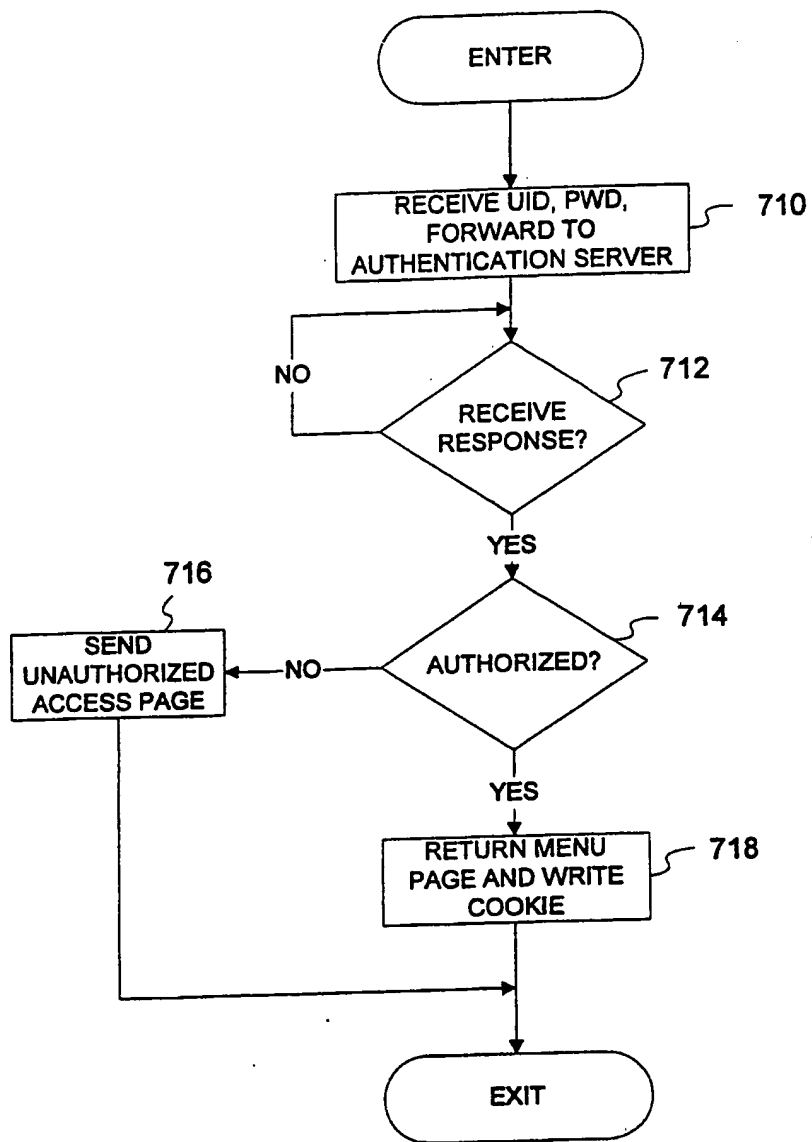 ENTER
RECEIVE UID, PWD,
FORWARD TO
AUTHENTICATION SERVER
710
NO
712
RECEIVE
RESPONSE?
YES
716
714
SEND
UNAUTHORIZED
ACCESS PAGE
NO
AUTHORIZED?
YES
RETURN MENU
PAGE AND WRITE
COOKIE
718
EXIT